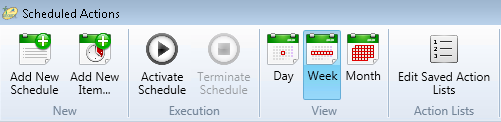 Scheduled Actions
Add New Schedule
Add New Item...
New
Activate Schedule
Terminate Schedule
Execution
Day
Week
Month
View
Edit Saved Action Lists
Action Lists